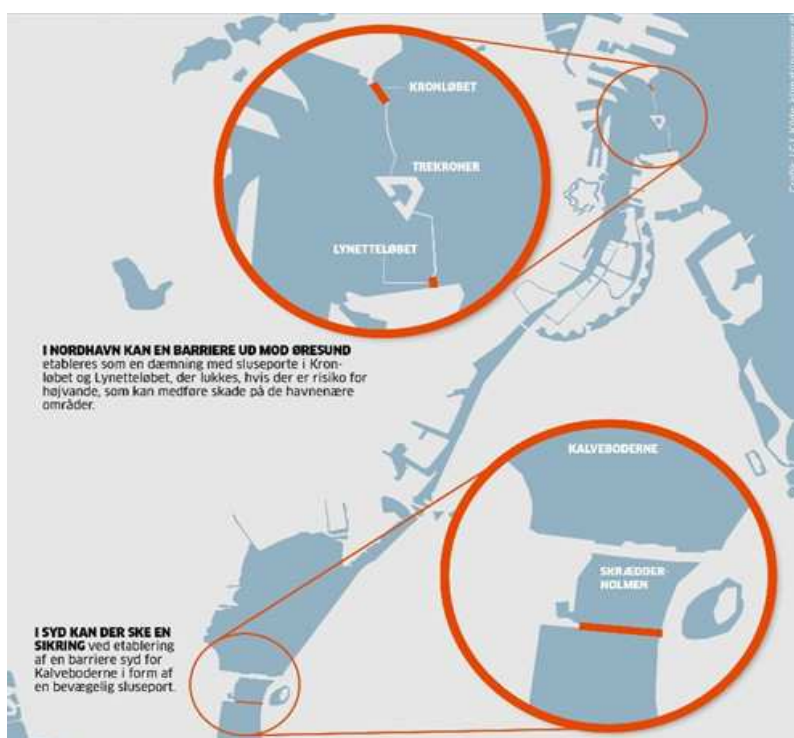 KRONLØBET
TREKRONER
LYNETTELØBET
I NORDHAVN KAN EN BARRIERE UD MOD ØRESUND
etableres som en dæmning med sluseporte i Kron-
løbet og Lynetteløbet, der lukkes, hvis der er risiko for
højvande, som kan medføre skade på de havnenære
områder.
KALVEBODERNE
SKRÆDDER-
HOLMEN
I SYD KAN DER SKE EN
SIKRING ved etablering
af en barriere syd for
Kalveboderne i form af
en bevægelig sluseport.